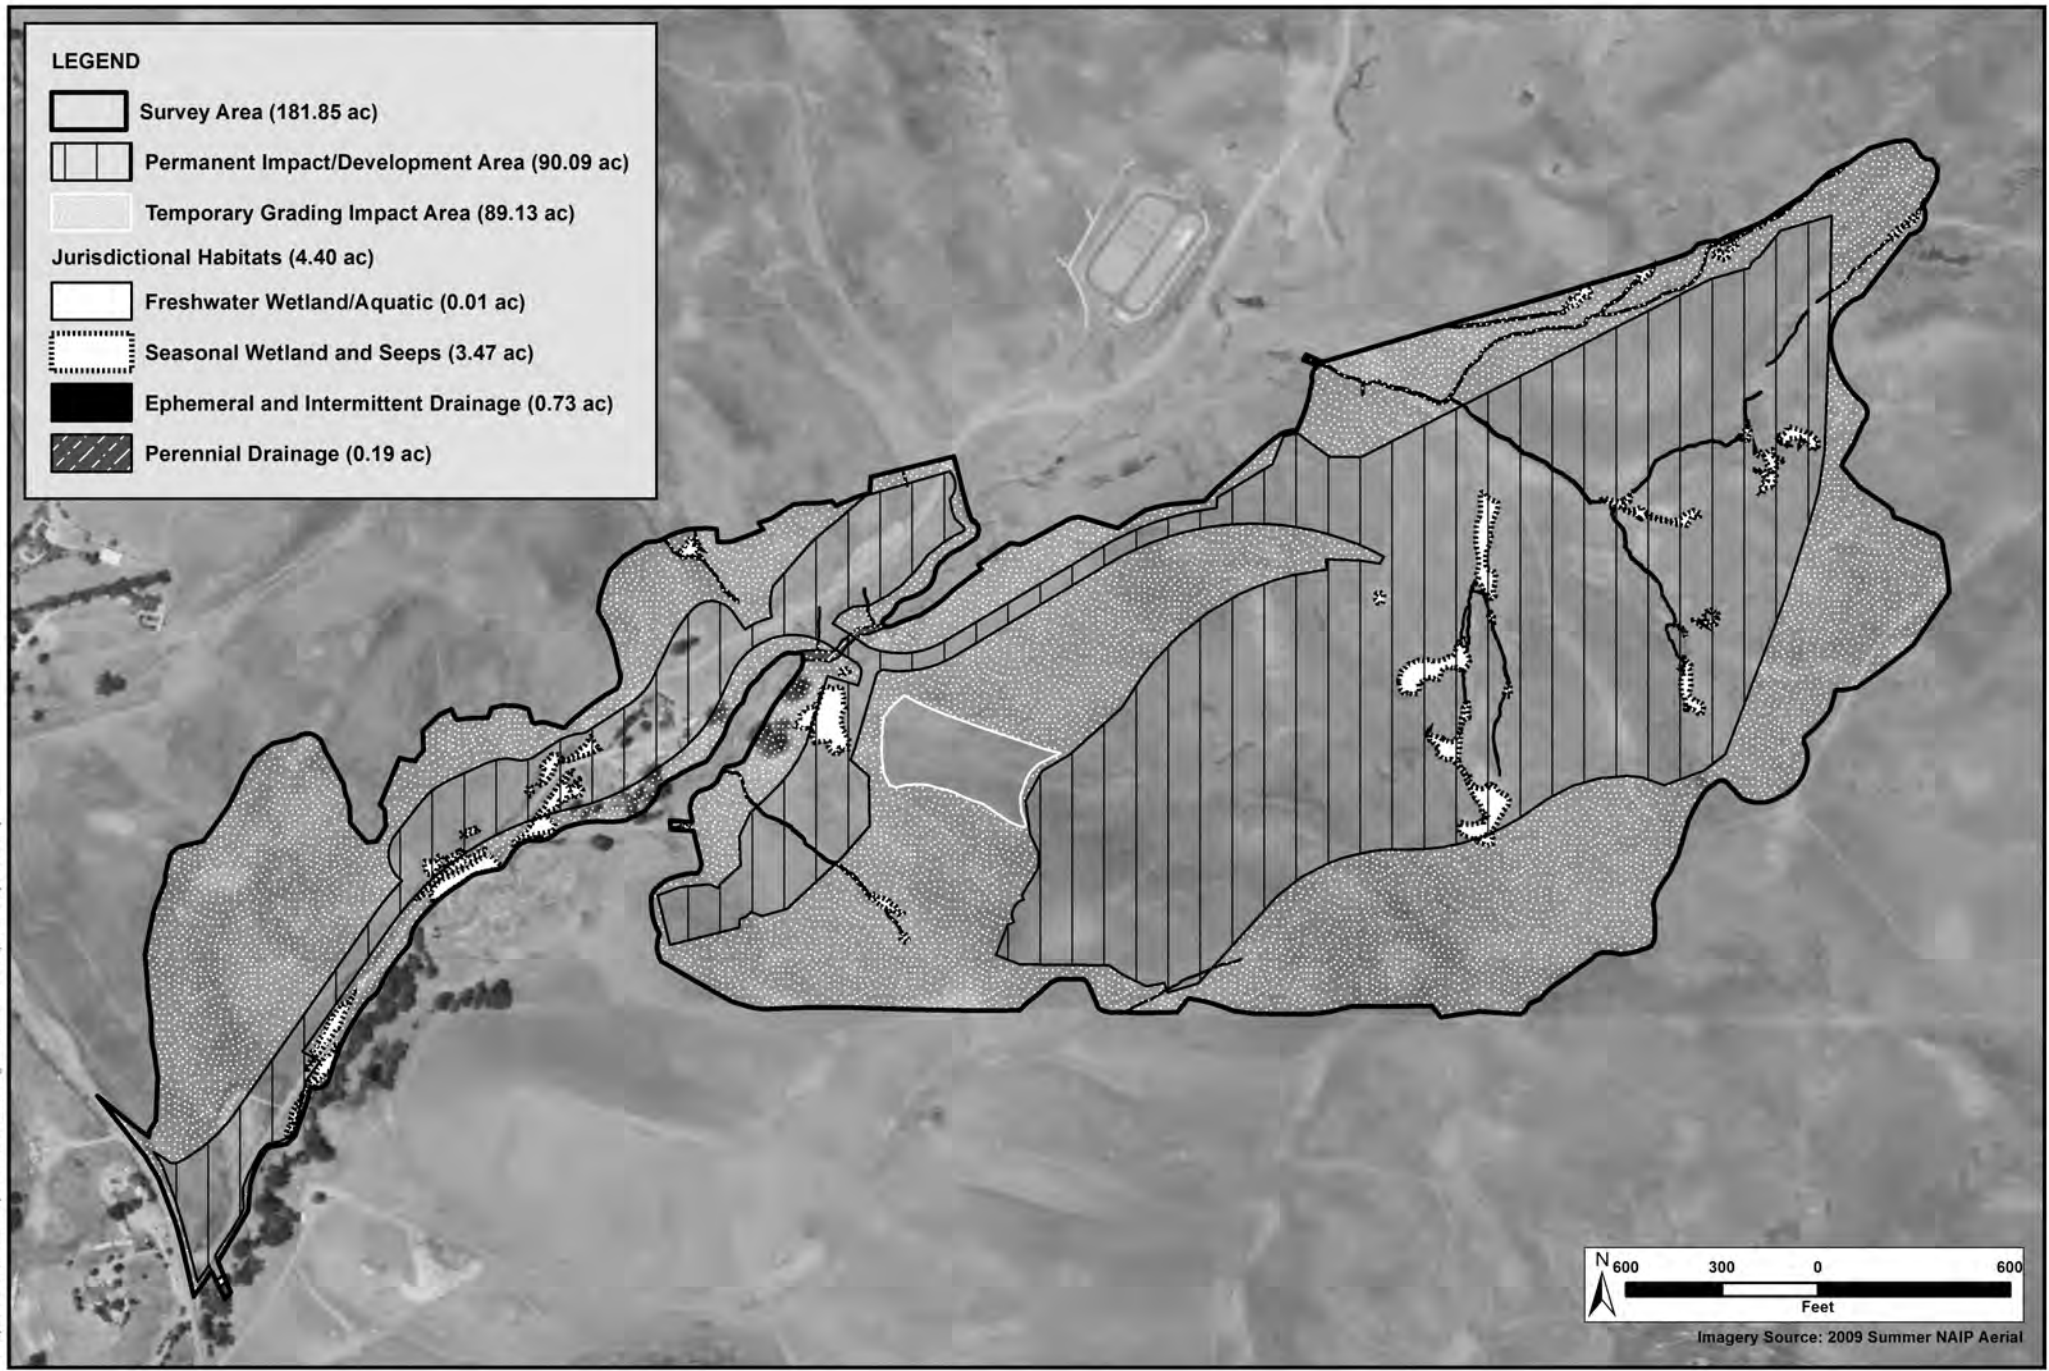 LEGEND
Survey Area (181.85 ac)
Permanent Impact/Development Area (90.09 ac)
Temporary Grading Impact Area (89.13 ac)
Jurisdictional Habitats (4.40 ac)
Freshwater Wetland/Aquatic (0.01 ac)
Seasonal Wetland and Seeps (3.47 ac)
Ephemeral and Intermittent Drainage (0.73 ac)
Perennial Drainage (0.19 ac)
N
600 300 0 600
Feet
Imagery Source: 2009 Summer NAIP Aerial